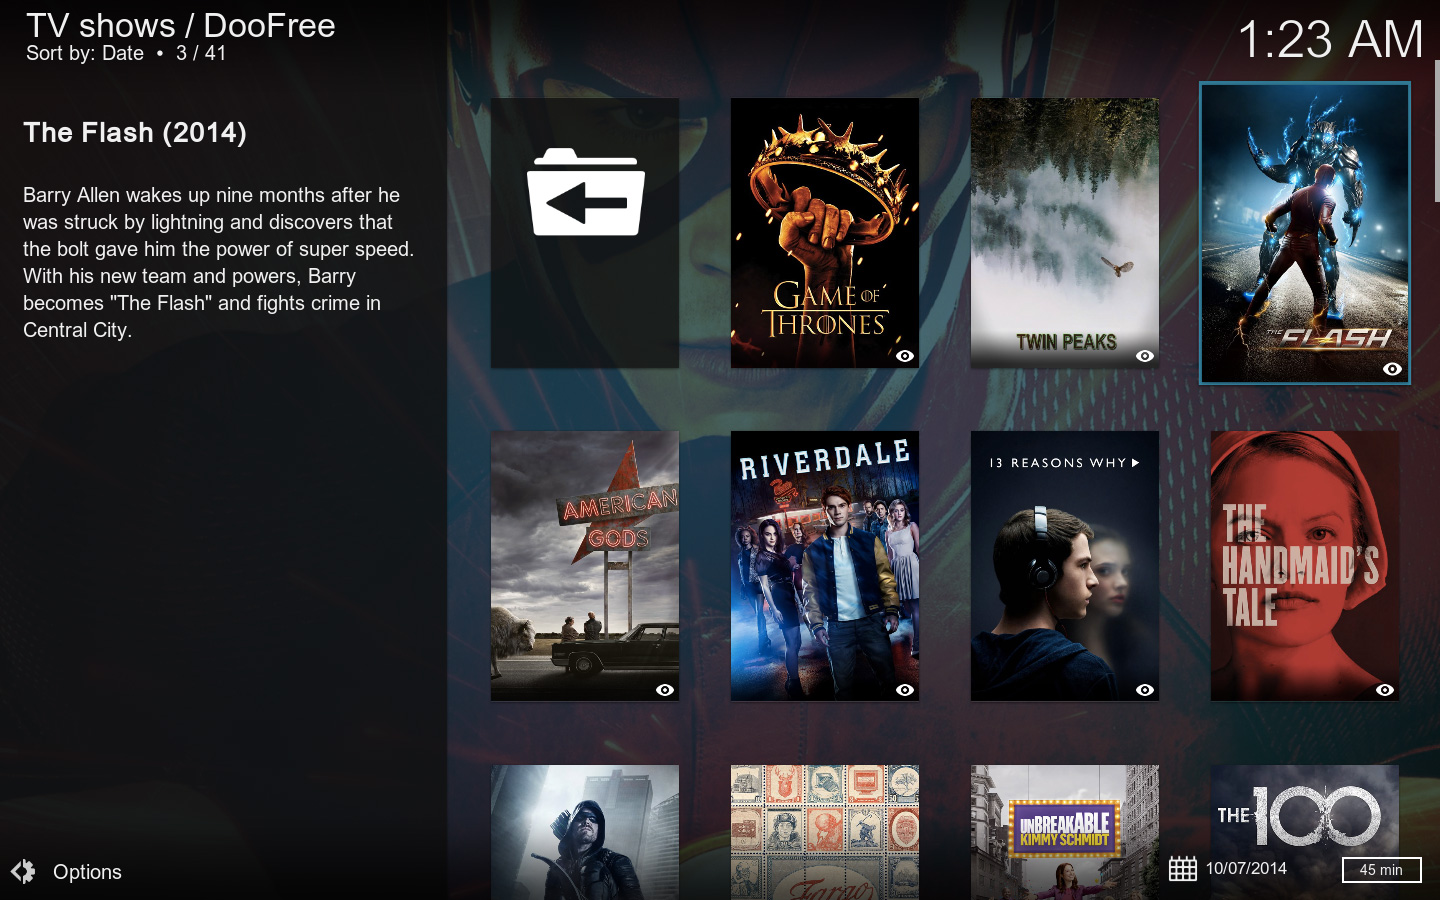 TV shows / DooFree
Sort by: Date • 3 / 41
1:23 AM
The Flash (2014)
Barry Allen wakes up nine months after he
was struck by lightning and discovers that
the bolt gave him the power of super speed.
With his new team and powers, Barry
becomes "The Flash" and fights crime in
Central City.
GAME OF
THRONES
TWIN PEAKS
THE
FLASH
AMERICAN
GODS
RIVERDALE
13 REASONS WHY
THE
HANDMAID'S
TALE
Fargo
UNBREAKABLE
KIMMY SCHMIDT
THE 100
Options
10/07/2014
45 min